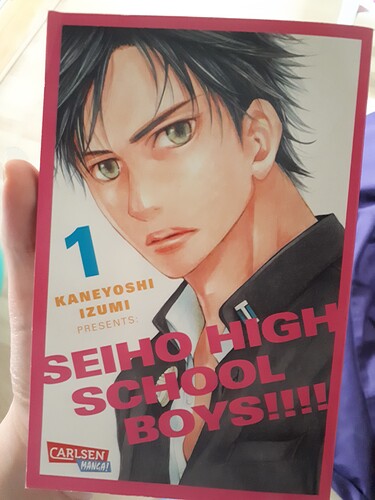 1
KANEYOSHI
IZUMI
PRESENTS:
SEIHO HIGH
SCHOOL
BOYS!!!!
CARLSEN
MANGA!